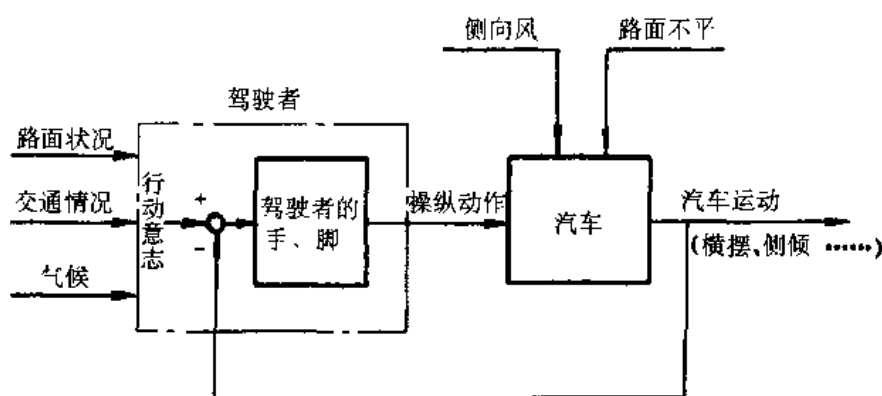 侧向风
路面不平
驾驶者
路面状况
交通情况
气候
行动意志
+
−
驾驶者的
手、脚
操纵动作
汽车
汽车运动
(横摆、侧倾 ……)